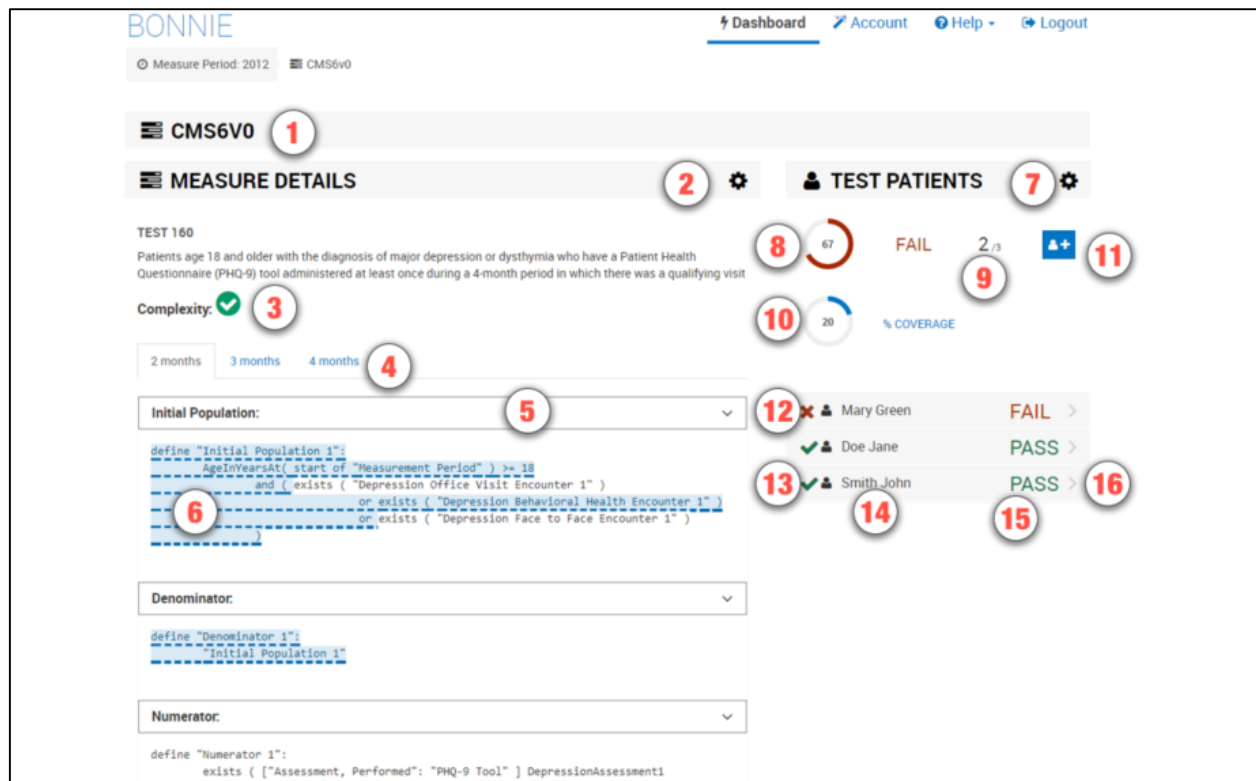 BONNIE
Dashboard Account Help Logout
Measure Period: 2012 CMS6v0
CMS6V0 1
MEASURE DETAILS 2
TEST PATIENTS 7
TEST 160
Patients age 18 and older with the diagnosis of major depression or dysthymia who have a Patient Health
Questionnaire (PHQ-9) tool administered at least once during a 4-month period in which there was a qualifying visit
Complexity: 3
2 months 3 months 4 months 4
Initial Population: 5
define "Initial Population 1":
AgeInYearsAt( start of "Measurement Period" ) >= 18
and ( exists ( "Depression Office Visit Encounter 1" )
6 or exists ( "Depression Behavioral Health Encounter 1" )
or exists ( "Depression Face to Face Encounter 1" )
)
Denominator:
define "Denominator 1":
"Initial Population 1"
Numerator:
define "Numerator 1":
exists ( ["Assessment, Performed": "PHQ-9 Tool" ] DepressionAssessment1
8 67 FAIL 2 /3 11
9
10 20 % COVERAGE
12 Mary Green FAIL
Doe Jane PASS
13 Smith John PASS 16
14 15